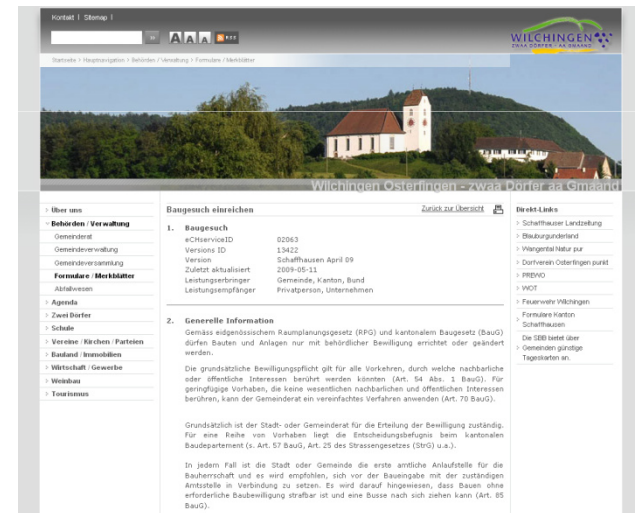 Kontakt | Sitemap |
A A A RSS
WILCHINGEN
ZWAA DÖRFER - AA GMAAND
Startseite > Hauptnavigation > Behörden / Verwaltung > Formulare / Merkblätter
Wilchingen Osterfingen - zwaa Dörfer aa Gmaand
Über uns
Behörden / Verwaltung
Gemeinderat
Gemeindeverwaltung
Gemeindeversammlung
Formulare / Merkblätter
Abfallwesen
Agenda
Zwei Dörfer
Schule
Vereine / Kirchen / Parteien
Bauland / Immobilien
Wirtschaft / Gewerbe
Weinbau
Tourismus
Baugesuch einreichen Zurück zur Übersicht
1. Baugesuch
eCHserviceID 02063
Versions ID 13422
Version Schaffhausen April 09
Zuletzt aktualisiert 2009-05-11
Leistungserbringer Gemeinde, Kanton, Bund
Leistungsempfänger Privatperson, Unternehmen
2. Generelle Information
Gemäss eidgenössischem Raumplanungsgesetz (RPG) und kantonalem Baugesetz (BauG)
dürfen Bauten und Anlagen nur mit behördlicher Bewilligung errichtet oder geändert
werden.
Die grundsätzliche Bewilligungspflicht gilt für alle Vorkehren, durch welche nachbarliche
oder öffentliche Interessen berührt werden könnten (Art. 54 Abs. 1 BauG). Für
geringfügige Vorhaben, die keine wesentlichen nachbarlichen und öffentlichen Interessen
berühren, kann der Gemeinderat ein vereinfachtes Verfahren anwenden (Art. 70 BauG).
Grundsätzlich ist der Stadt- oder Gemeinderat für die Erteilung der Bewilligung zuständig.
Für eine Reihe von Vorhaben liegt die Entscheidungsbefugnis beim kantonalen
Baudepartement (s. Art. 57 BauG, Art. 25 des Strassengesetzes (StrG) u.a.).
In jedem Fall ist die Stadt oder Gemeinde die erste amtliche Anlaufstelle für die
Bauherrschaft und es wird empfohlen, sich vor der Baueingabe mit der zuständigen
Amtsstelle in Verbindung zu setzen. Es wird darauf hingewiesen, dass Bauen ohne
erforderliche Baubewilligung strafbar ist und eine Busse nach sich ziehen kann (Art. 85
BauG).
Direkt-Links
Schaffhauser Landzeitung
Blauburgunderland
Wangental Natur pur
Dorfverein Osterfingen punkt
PREWO
WOT
Feuerwehr Wilchingen
Formulare Kanton
Schaffhausen
Die SBB bietet über
Gemeinden günstige
Tageskarten an.